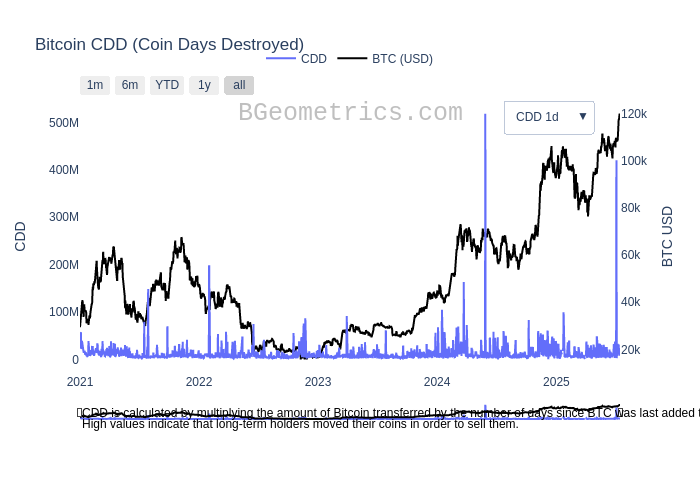 Bitcoin CDD (Coin Days Destroyed)
CDD BTC (USD)
1m 6m YTD 1y all
BGeometrics.com
CDD 1d ▼
500M
400M
300M
200M
100M
0
CDD
120k
100k
80k
60k
40k
20k
BTC USD
2021 2022 2023 2024 2025
CDD is calculated by multiplying the amount of Bitcoin transferred by the number of days since BTC was last added t
High values indicate that long-term holders moved their coins in order to sell them.